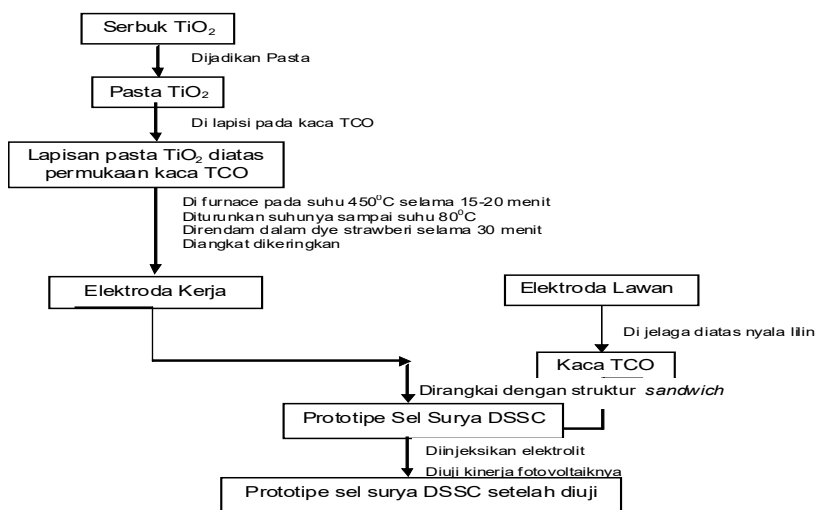 Serbuk TiO₂
Dijadikan Pasta
Pasta TiO₂
Di lapisi pada kaca TCO
Lapisan pasta TiO₂ diatas
permukaan kaca TCO
Di furnace pada suhu 450⁰C selama 15-20 menit
Diturunkan suhunya sampai suhu 80⁰C
Direndam dalam dye strawberi selama 30 menit
Diangkat dikeringkan
Elektroda Kerja
Elektroda Lawan
Di jelaga diatas nyala lilin
Kaca TCO
Dirangkai dengan struktur sandwich
Prototipe Sel Surya DSSC
Diinjeksikan elektrolit
Diuji kinerja fotovoltaiknya
Prototipe sel surya DSSC setelah diuji